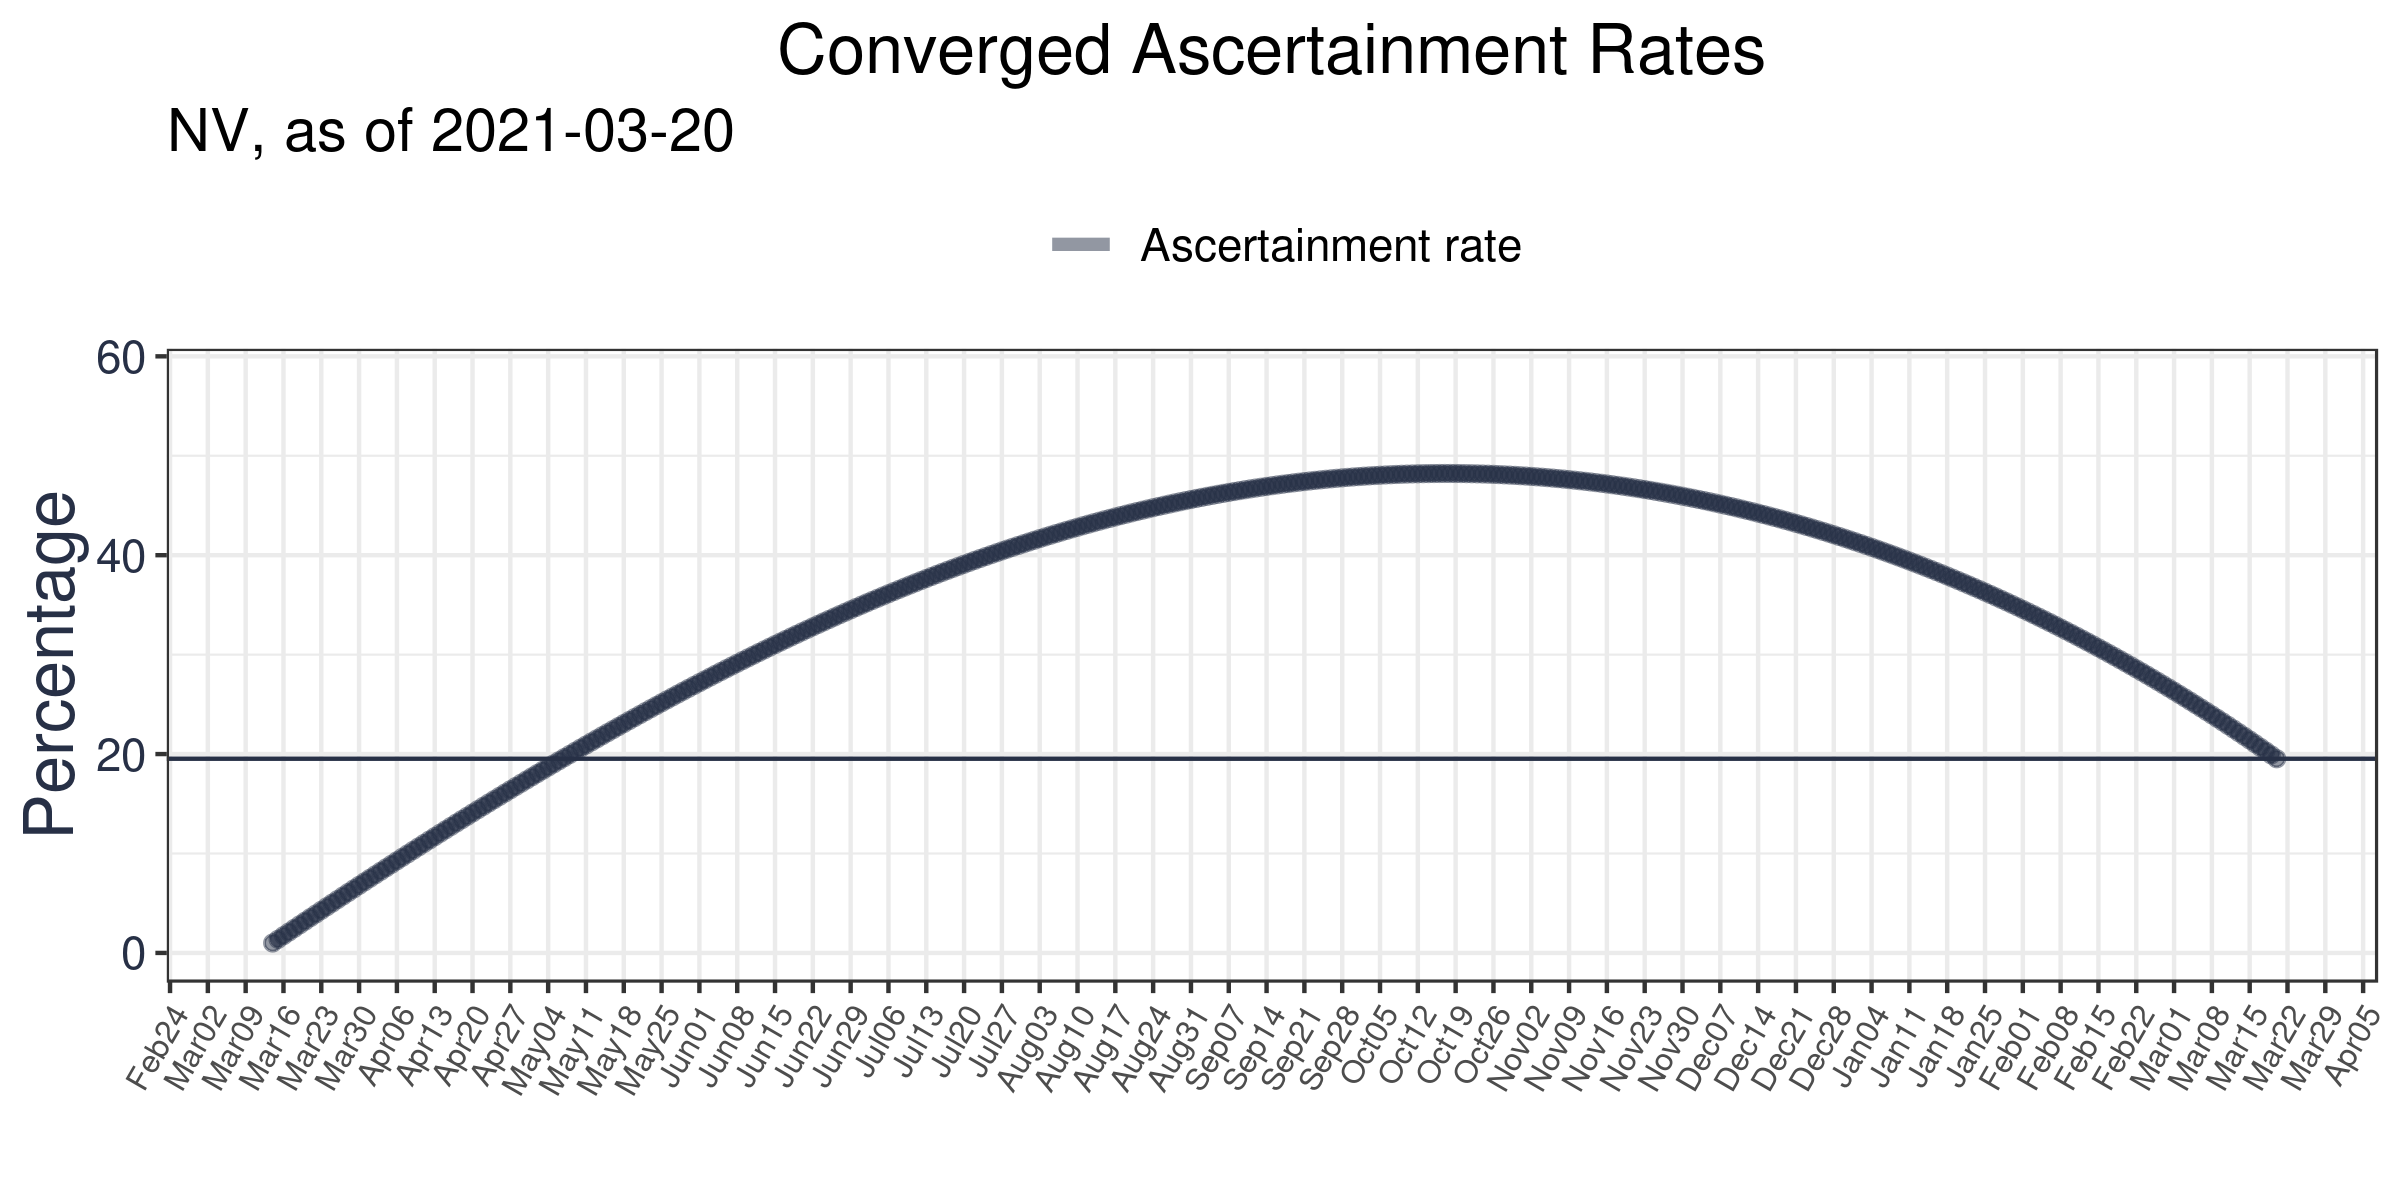 Converged Ascertainment Rates
NV, as of 2021-03-20
Ascertainment rate
Percentage
60
40
20
0
Feb24 Mar02 Mar09 Mar16 Mar23 Mar30 Apr06 Apr13 Apr20 Apr27 May04 May11 May18 May25 Jun01 Jun08 Jun15 Jun22 Jun29 Jul06 Jul13 Jul20 Jul27 Aug03 Aug10 Aug17 Aug24 Aug31 Sep07 Sep14 Sep21 Sep28 Oct05 Oct12 Oct19 Oct26 Nov02 Nov09 Nov16 Nov23 Nov30 Dec07 Dec14 Dec21 Dec28 Jan04 Jan11 Jan18 Jan25 Feb01 Feb08 Feb15 Feb22 Mar01 Mar08 Mar15 Mar22 Mar29 Apr05